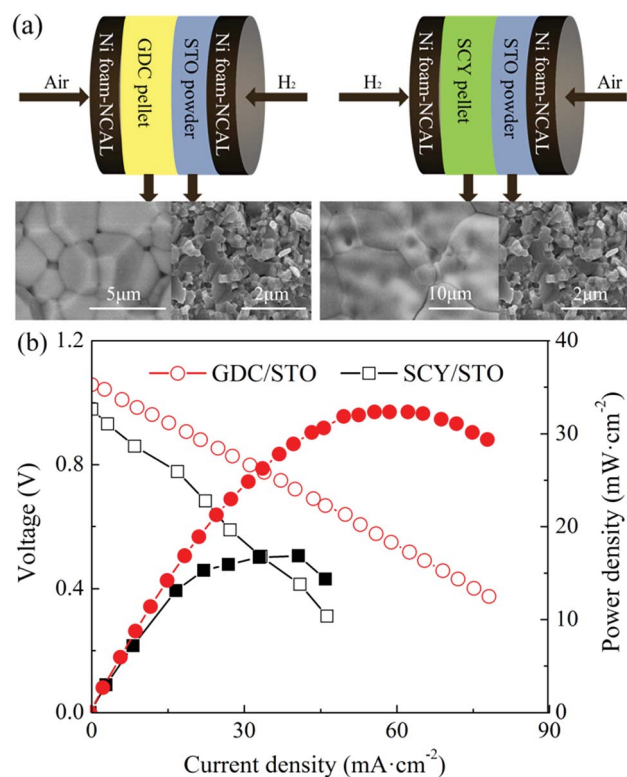 (a)
Air
Ni foam-NCAL
GDC pellet
STO powder
Ni foam-NCAL
H₂
H₂
Ni foam-NCAL
SCY pellet
STO powder
Ni foam-NCAL
Air
5μm
2μm
10μm
2μm
(b)
1.2
0.8
0.4
0.0
Voltage (V)
GDC/STO
SCY/STO
40
30
20
10
0
Power density (mW·cm⁻²)
0
30
60
90
Current density (mA·cm⁻²)